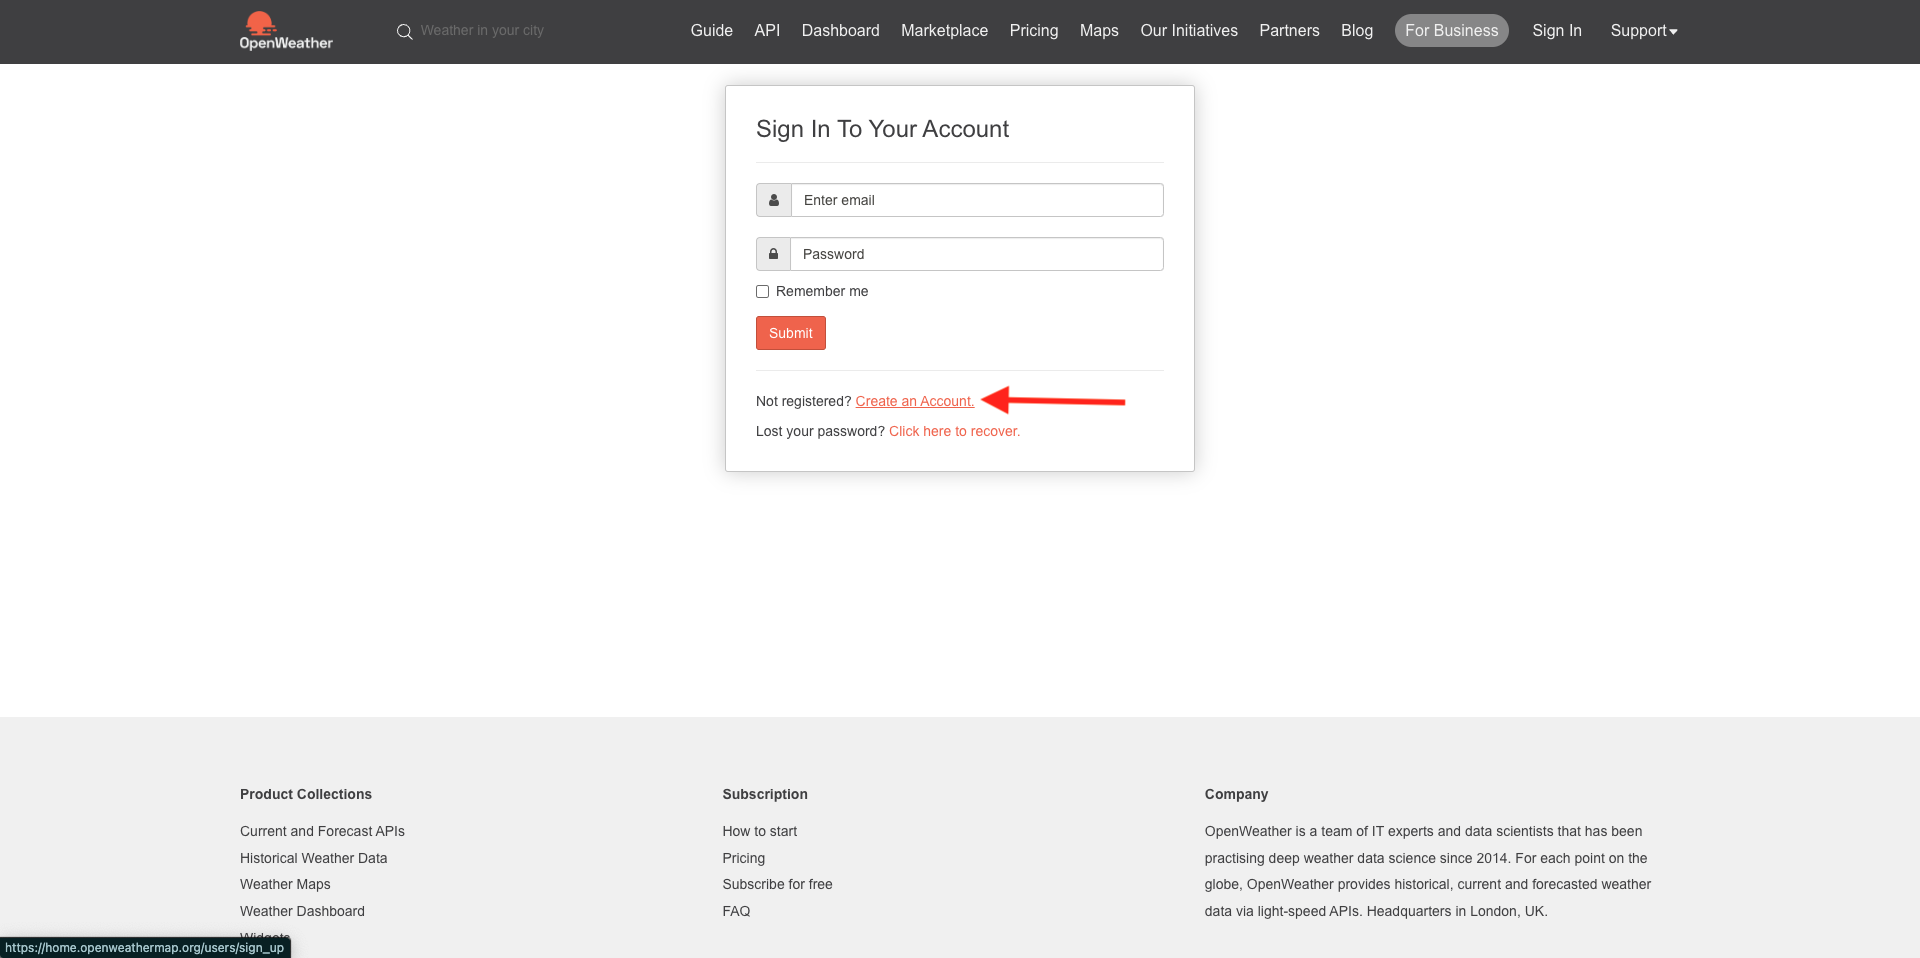 OpenWeather
Weather in your city
Guide API Dashboard Marketplace Pricing Maps Our Initiatives Partners Blog For Business Sign In Support
Sign In To Your Account
Enter email
Password
Remember me
Submit
Not registered? Create an Account.
Lost your password? Click here to recover.
Product Collections
Current and Forecast APIs
Historical Weather Data
Weather Maps
Weather Dashboard
Widgets
Subscription
How to start
Pricing
Subscribe for free
FAQ
Company
OpenWeather is a team of IT experts and data scientists that has been
practising deep weather data science since 2014. For each point on the
globe, OpenWeather provides historical, current and forecasted weather
data via light-speed APIs. Headquarters in London, UK.
https://home.openweathermap.org/users/sign_up